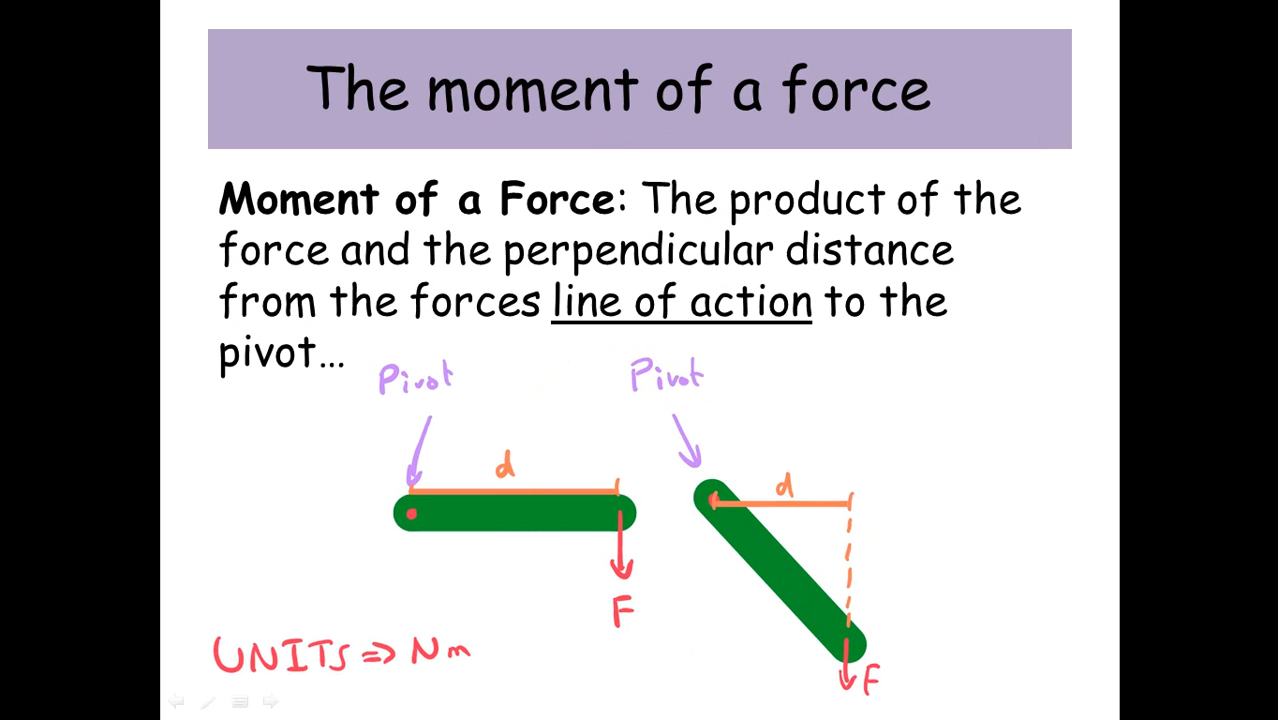 The moment of a force
Moment of a Force: The product of the
force and the perpendicular distance
from the forces line of action to the
pivot...
Pivot
Pivot
d
d
F
F
UNITS => Nm